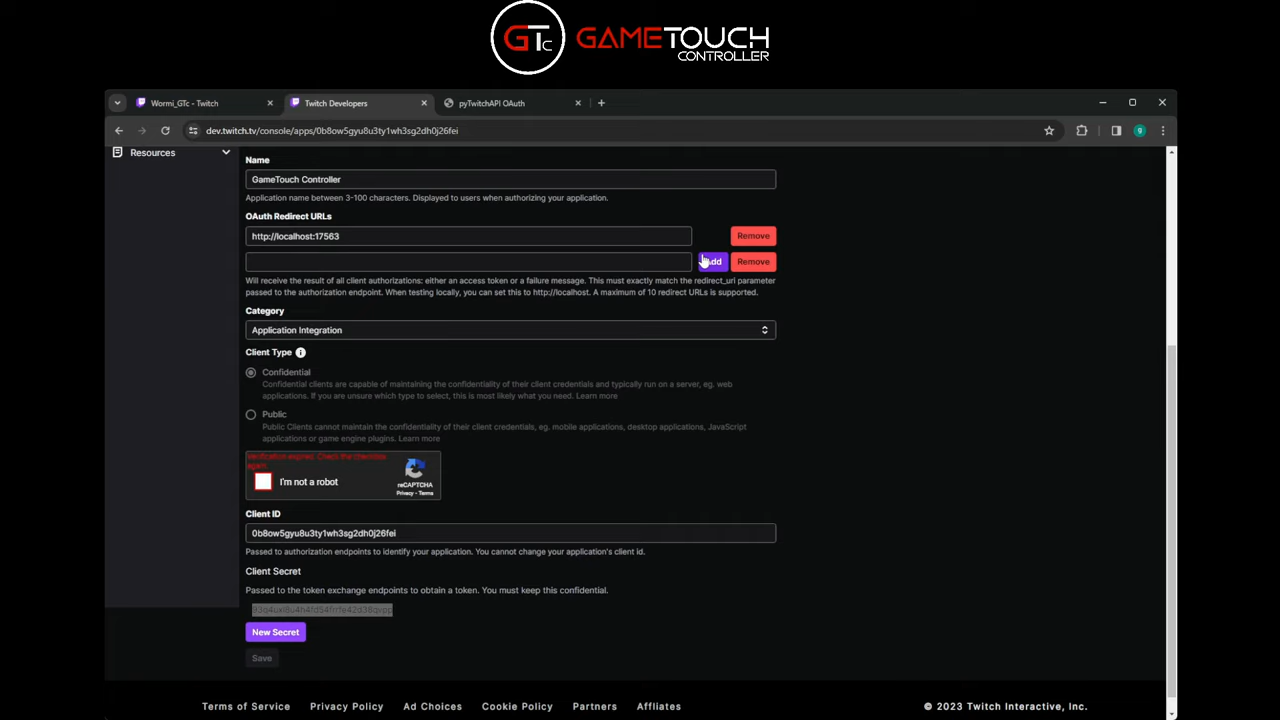 GTc GAMETOUCH
CONTROLLER
Wormi_GTc - Twitch
Twitch Developers
pyTwitchAPI OAuth
dev.twitch.tv/console/apps/0b8ow5gyu8u3ty1wh3sg2dh0j26fei
g
Resources
Name
GameTouch Controller
Application name between 3-100 characters. Displayed to users when authorizing your application.
OAuth Redirect URLs
http://localhost:17563
Remove
Add
Remove
Will receive the result of all client authorizations: either an access token or a failure message. This must exactly match the redirect_uri parameter
passed to the authorization endpoint. When testing locally, you can set this to http://localhost. A maximum of 10 redirect URLs is supported.
Category
Application Integration
Client Type
Confidential
Confidential clients are capable of maintaining the confidentiality of their client credentials and typically run on a server, eg. web
applications. If you are unsure which type to select, this is most likely what you need. Learn more
Public
Public Clients cannot maintain the confidentiality of their client credentials, eg. mobile applications, desktop applications, JavaScript
applications or game engine plugins. Learn more
Verification expired. Check the checkbox
again.
I'm not a robot
reCAPTCHA
Privacy - Terms
Client ID
0b8ow5gyu8u3ty1wh3sg2dh0j26fei
Passed to authorization endpoints to identify your application. You cannot change your application's client id.
Client Secret
Passed to the token exchange endpoints to obtain a token. You must keep this confidential.
New Secret
Save
Terms of Service
Privacy Policy
Ad Choices
Cookie Policy
Partners
Affliates
© 2023 Twitch Interactive, Inc.